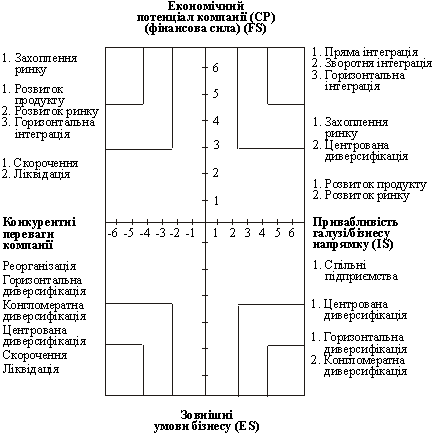 Економічний
потенціал компанії (CP)
(фінансова сила) (FS)
1. Захоплення
ринку
1. Розвиток
продукту
2. Розвиток ринку
3. Горизонтальна
інтеграція
1. Скорочення
2. Ліквідація
1. Пряма інтеграція
2. Зворотня інтеграція
3. Горизонтальна
інтеграція
1. Захоплення
ринку
2. Центрована
диверсифікація
1. Розвиток продукту
2. Розвиток ринку
6
5
4
3
2
1
Конкурентні
переваги
компанії
-6 -5 -4 -3 -2 -1 1 2 3 4 5 6
Привабливість
галузі/бізнесу
напрямку (IS)
Реорганізація
Горизонтальна
диверсифікація
Конгломератна
диверсифікація
Центрована
диверсифікація
Скорочення
Ліквідація
1. Спільні
підприємства
1. Центрована
диверсифікація
1. Горизонтальна
диверсифікація
2. Конгломератна
диверсифікація
Зовнішні
умови бізнесу (ES)